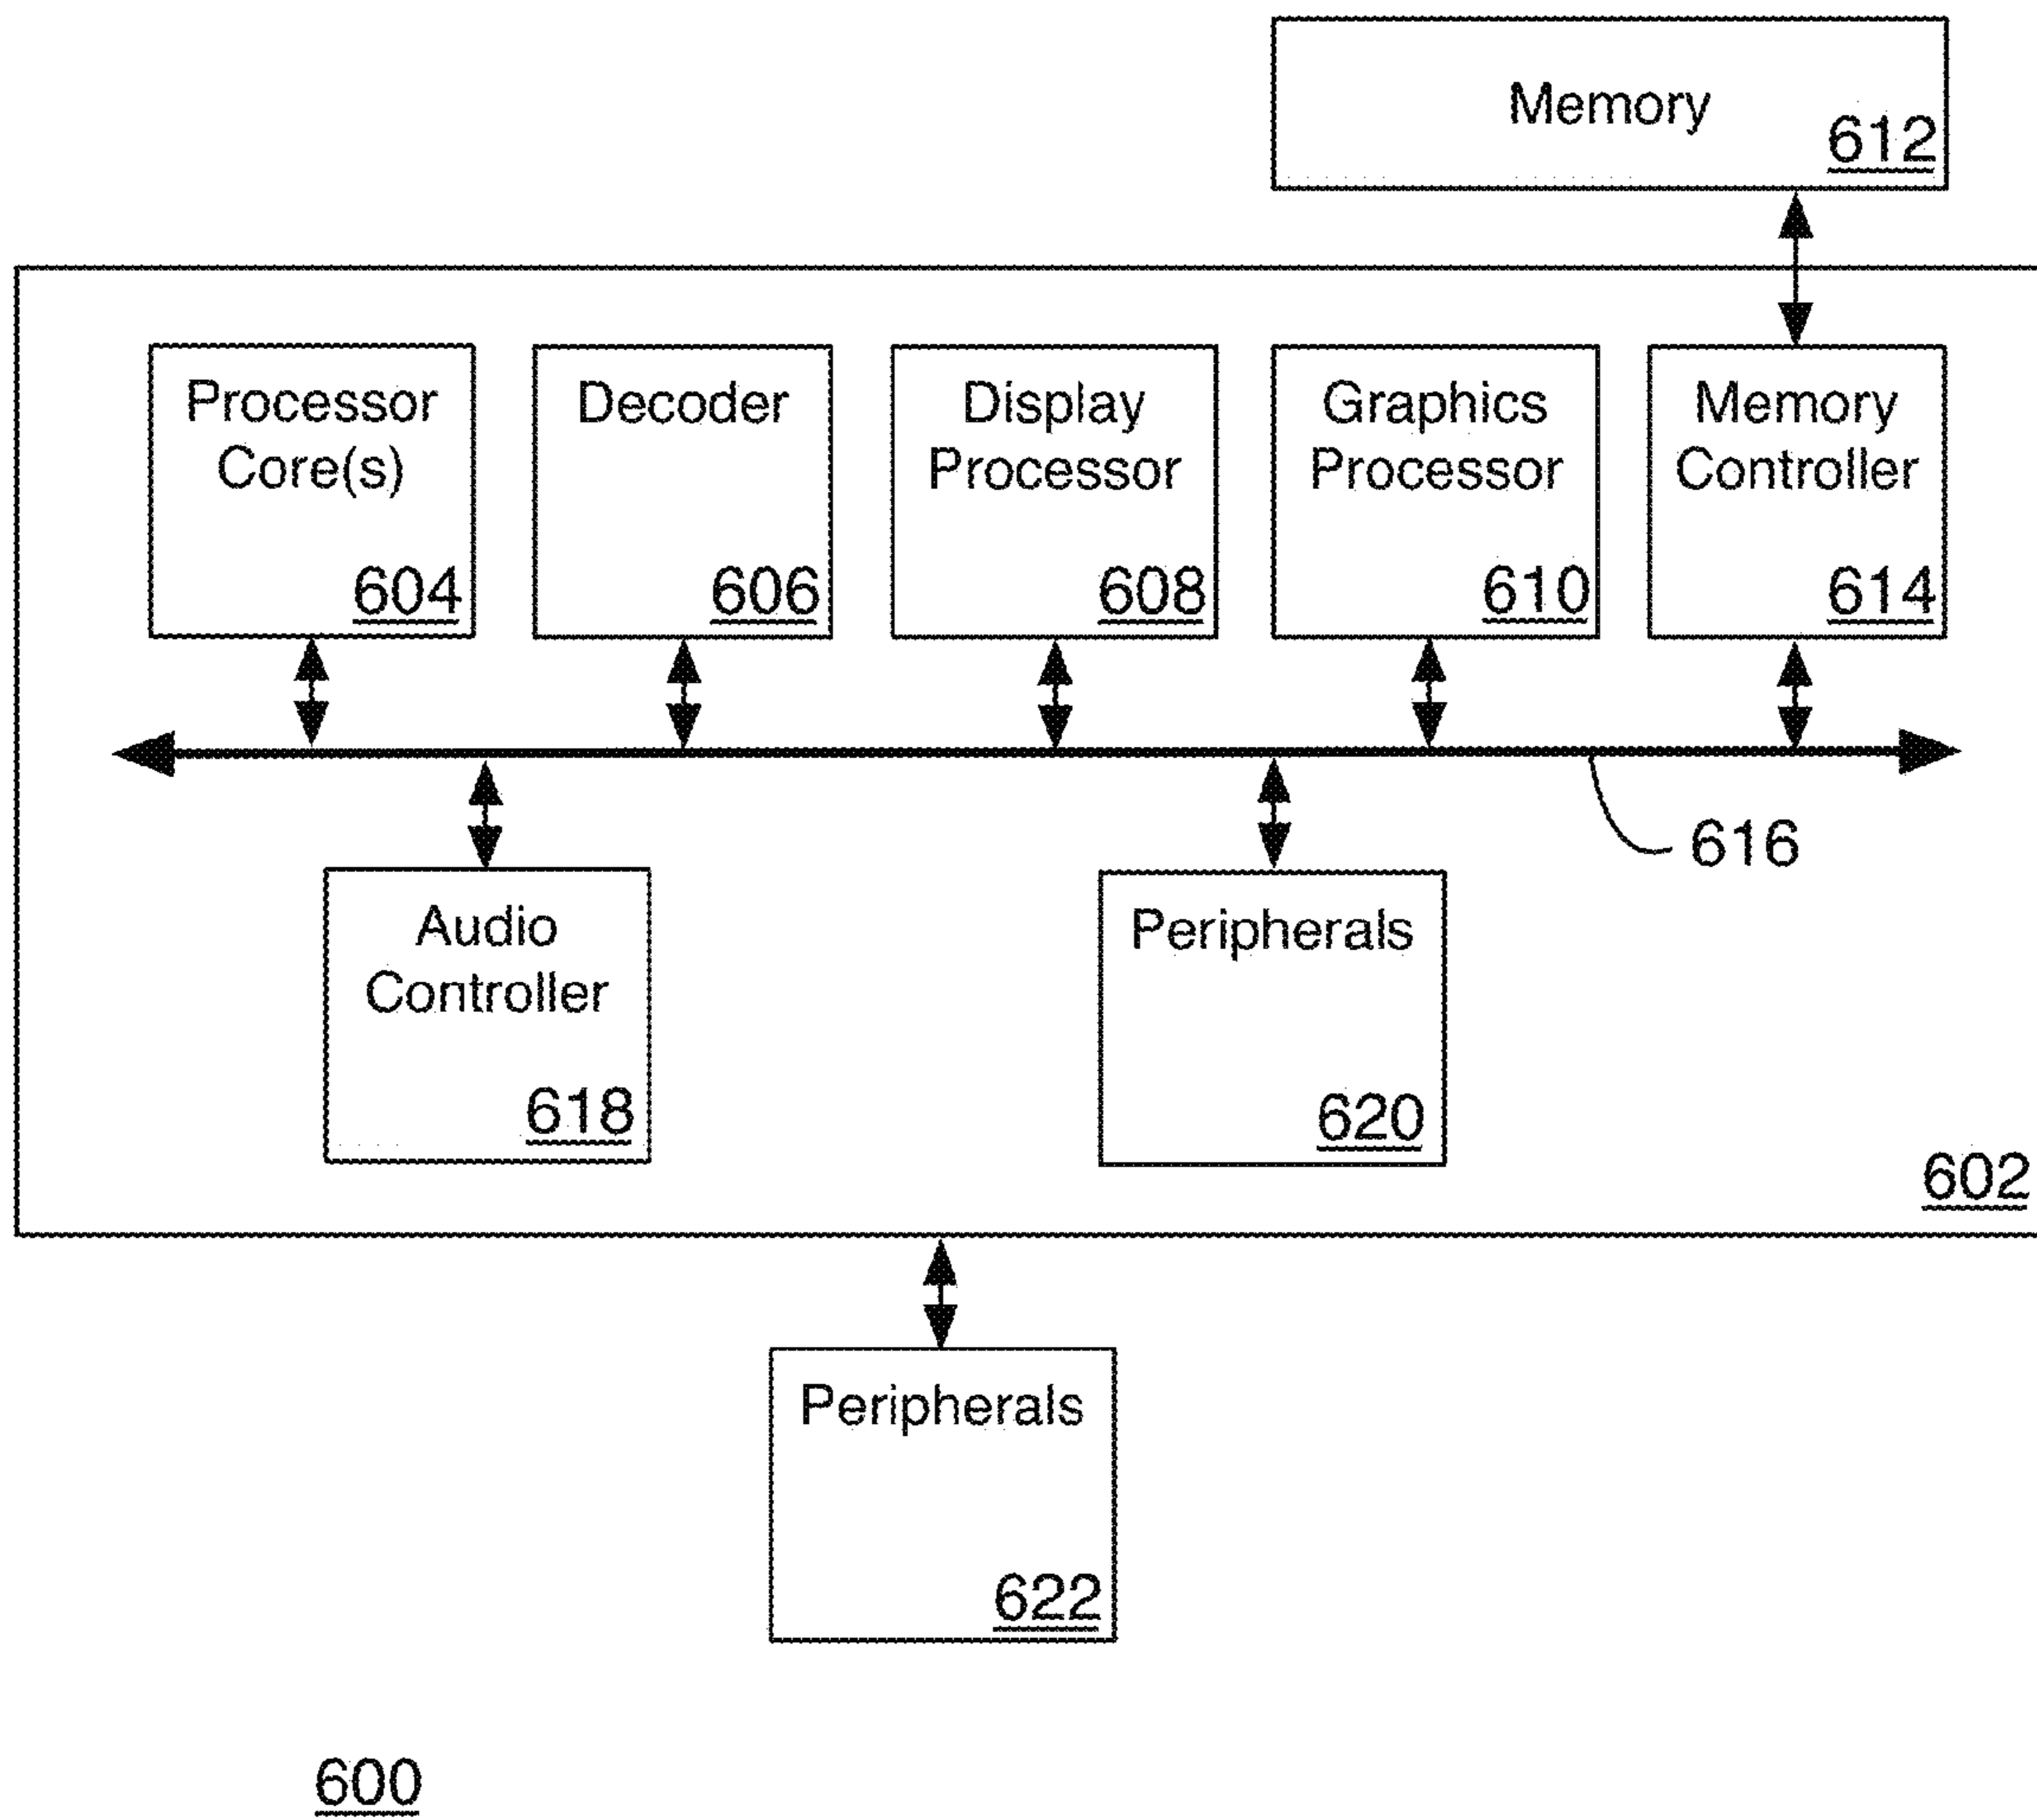 Memory
612
Processor
Core(s)
604
Decoder
606
Display
Processor
608
Graphics
Processor
610
Memory
Controller
614
616
Audio
Controller
618
Peripherals
620
602
Peripherals
622
600